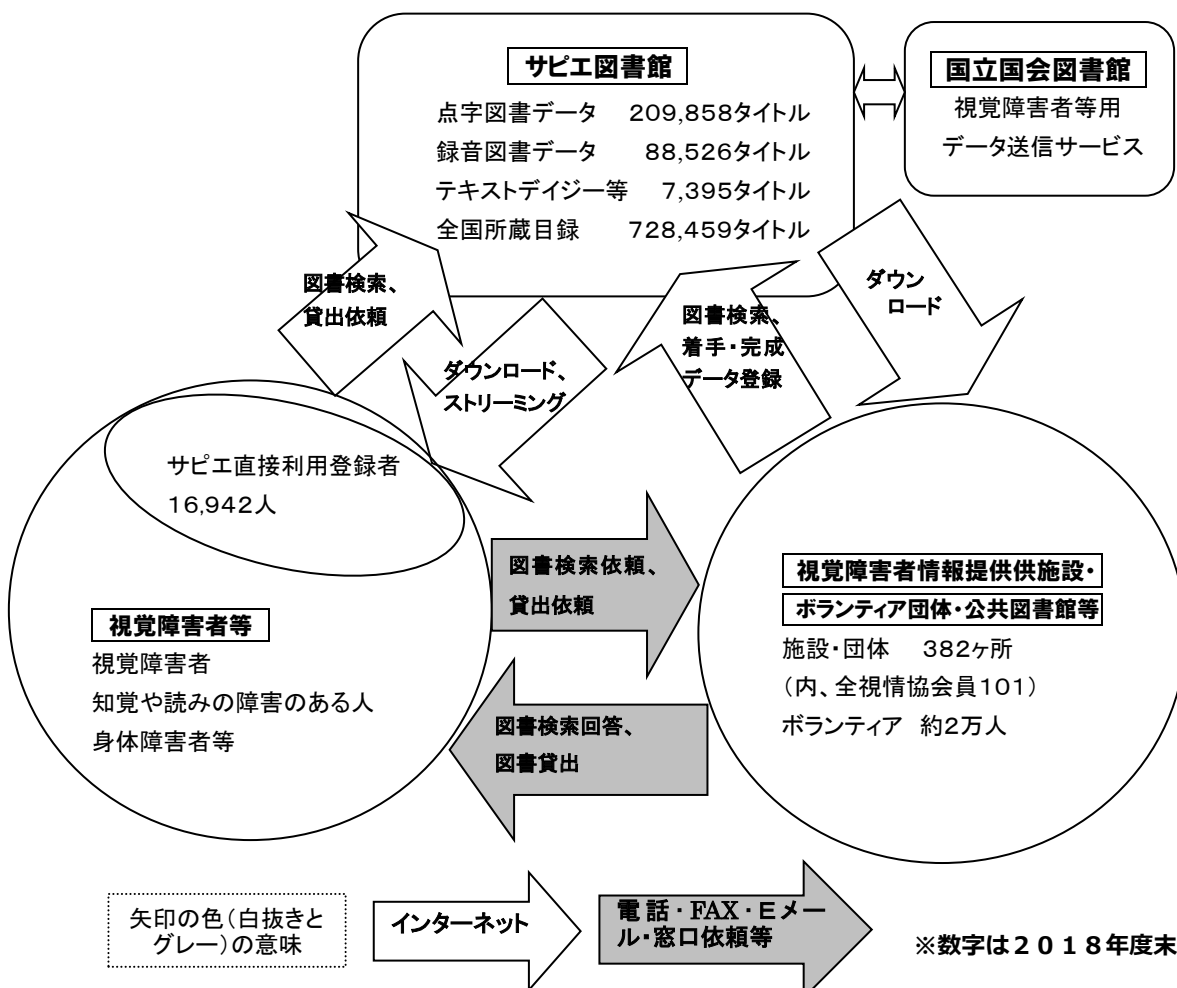 サピエ図書館
点字図書データ 209,858タイトル
録音図書データ 88,526タイトル
テキストデイジー等 7,395タイトル
全国所蔵目録 728,459タイトル
国立国会図書館
視覚障害者等用
データ送信サービス
図書検索、
貸出依頼
ダウンロード、
ストリーミング
図書検索、
着手・完成
データ登録
ダウン
ロード
サピエ直接利用登録者
16,942人
視覚障害者等
視覚障害者
知覚や読みの障害のある人
身体障害者等
図書検索依頼、
貸出依頼
図書検索回答、
図書貸出
視覚障害者情報提供供施設・
ボランティア団体・公共図書館等
施設・団体 382ヶ所
(内、全視情協会員101)
ボランティア 約2万人
矢印の色(白抜きと
グレー)の意味
インターネット
電話・FAX・Eメー
ル・窓口依頼等
※数字は2018年度末